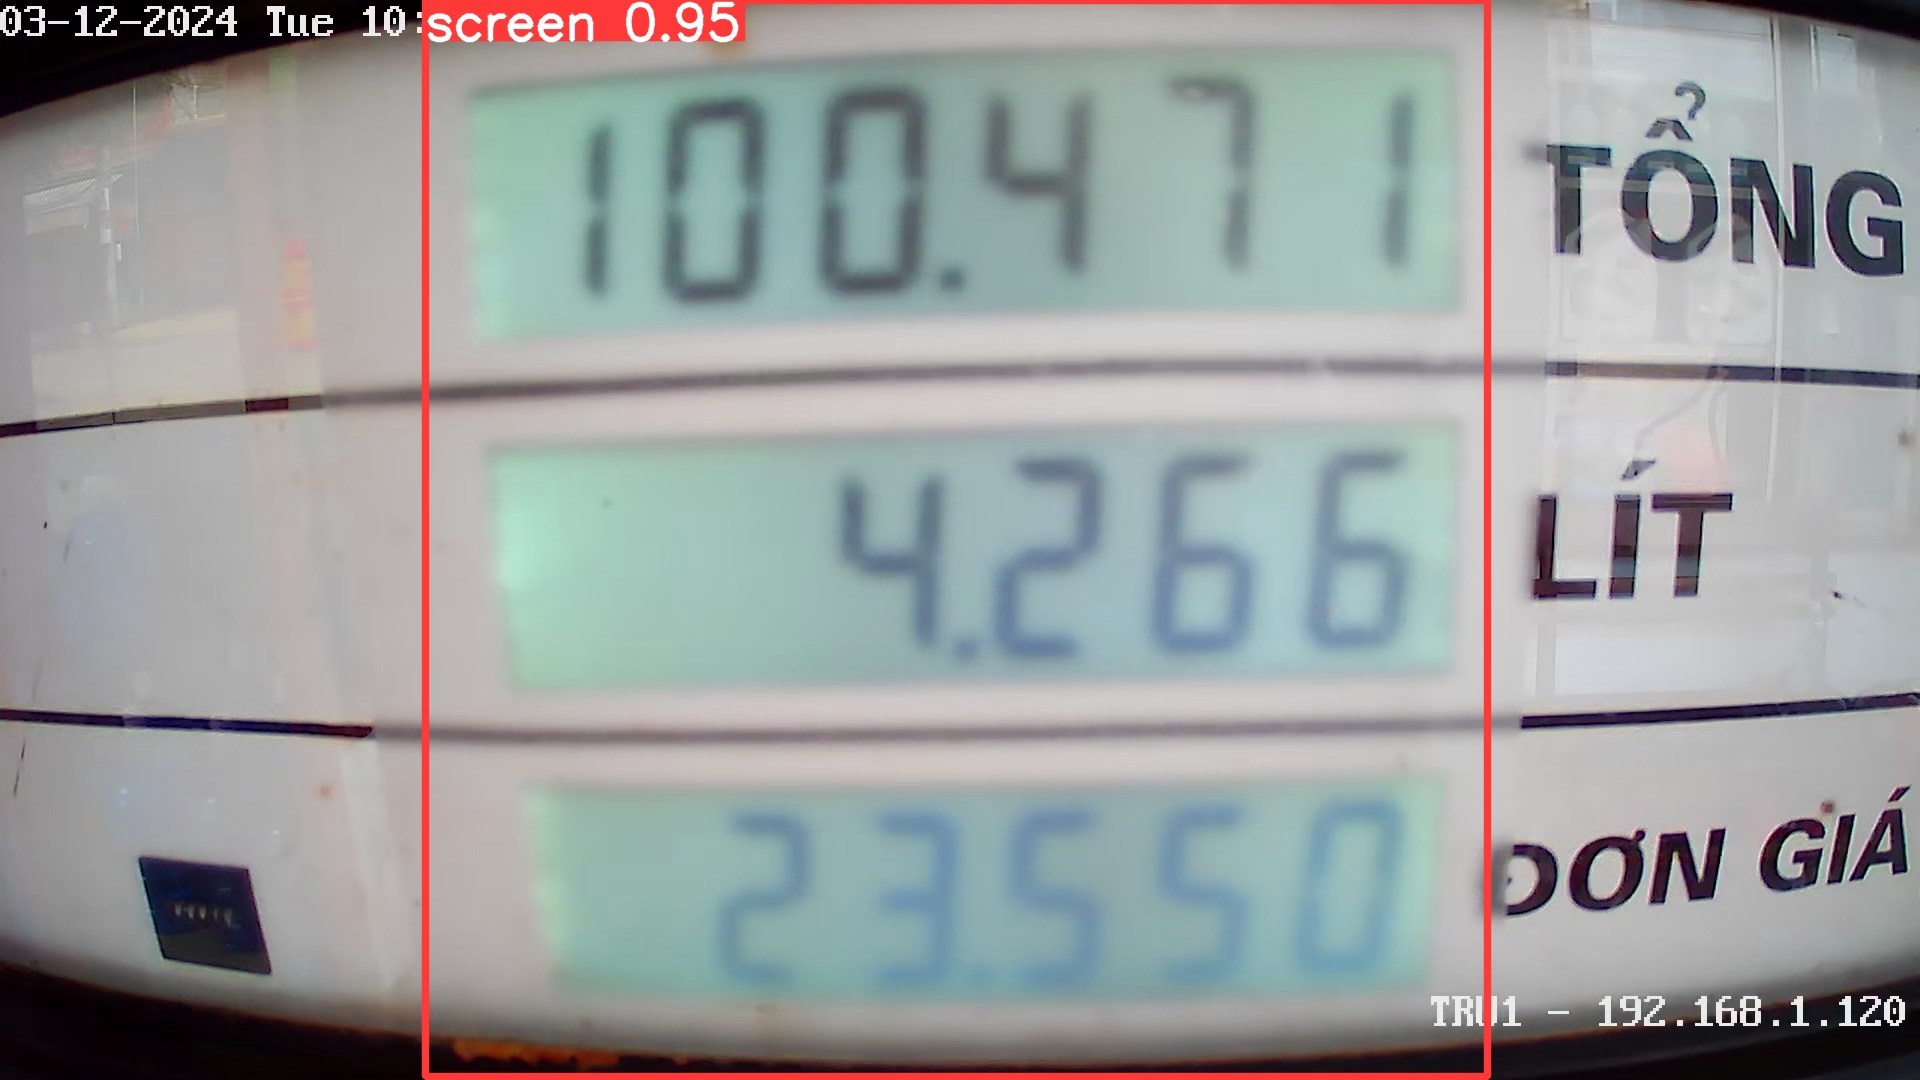 03-12-2024 Tue 10:
screen 0.95
100.471 TỔNG
4.266 LÍT
23.550 ĐƠN GIÁ
TRU1 - 192.168.1.120